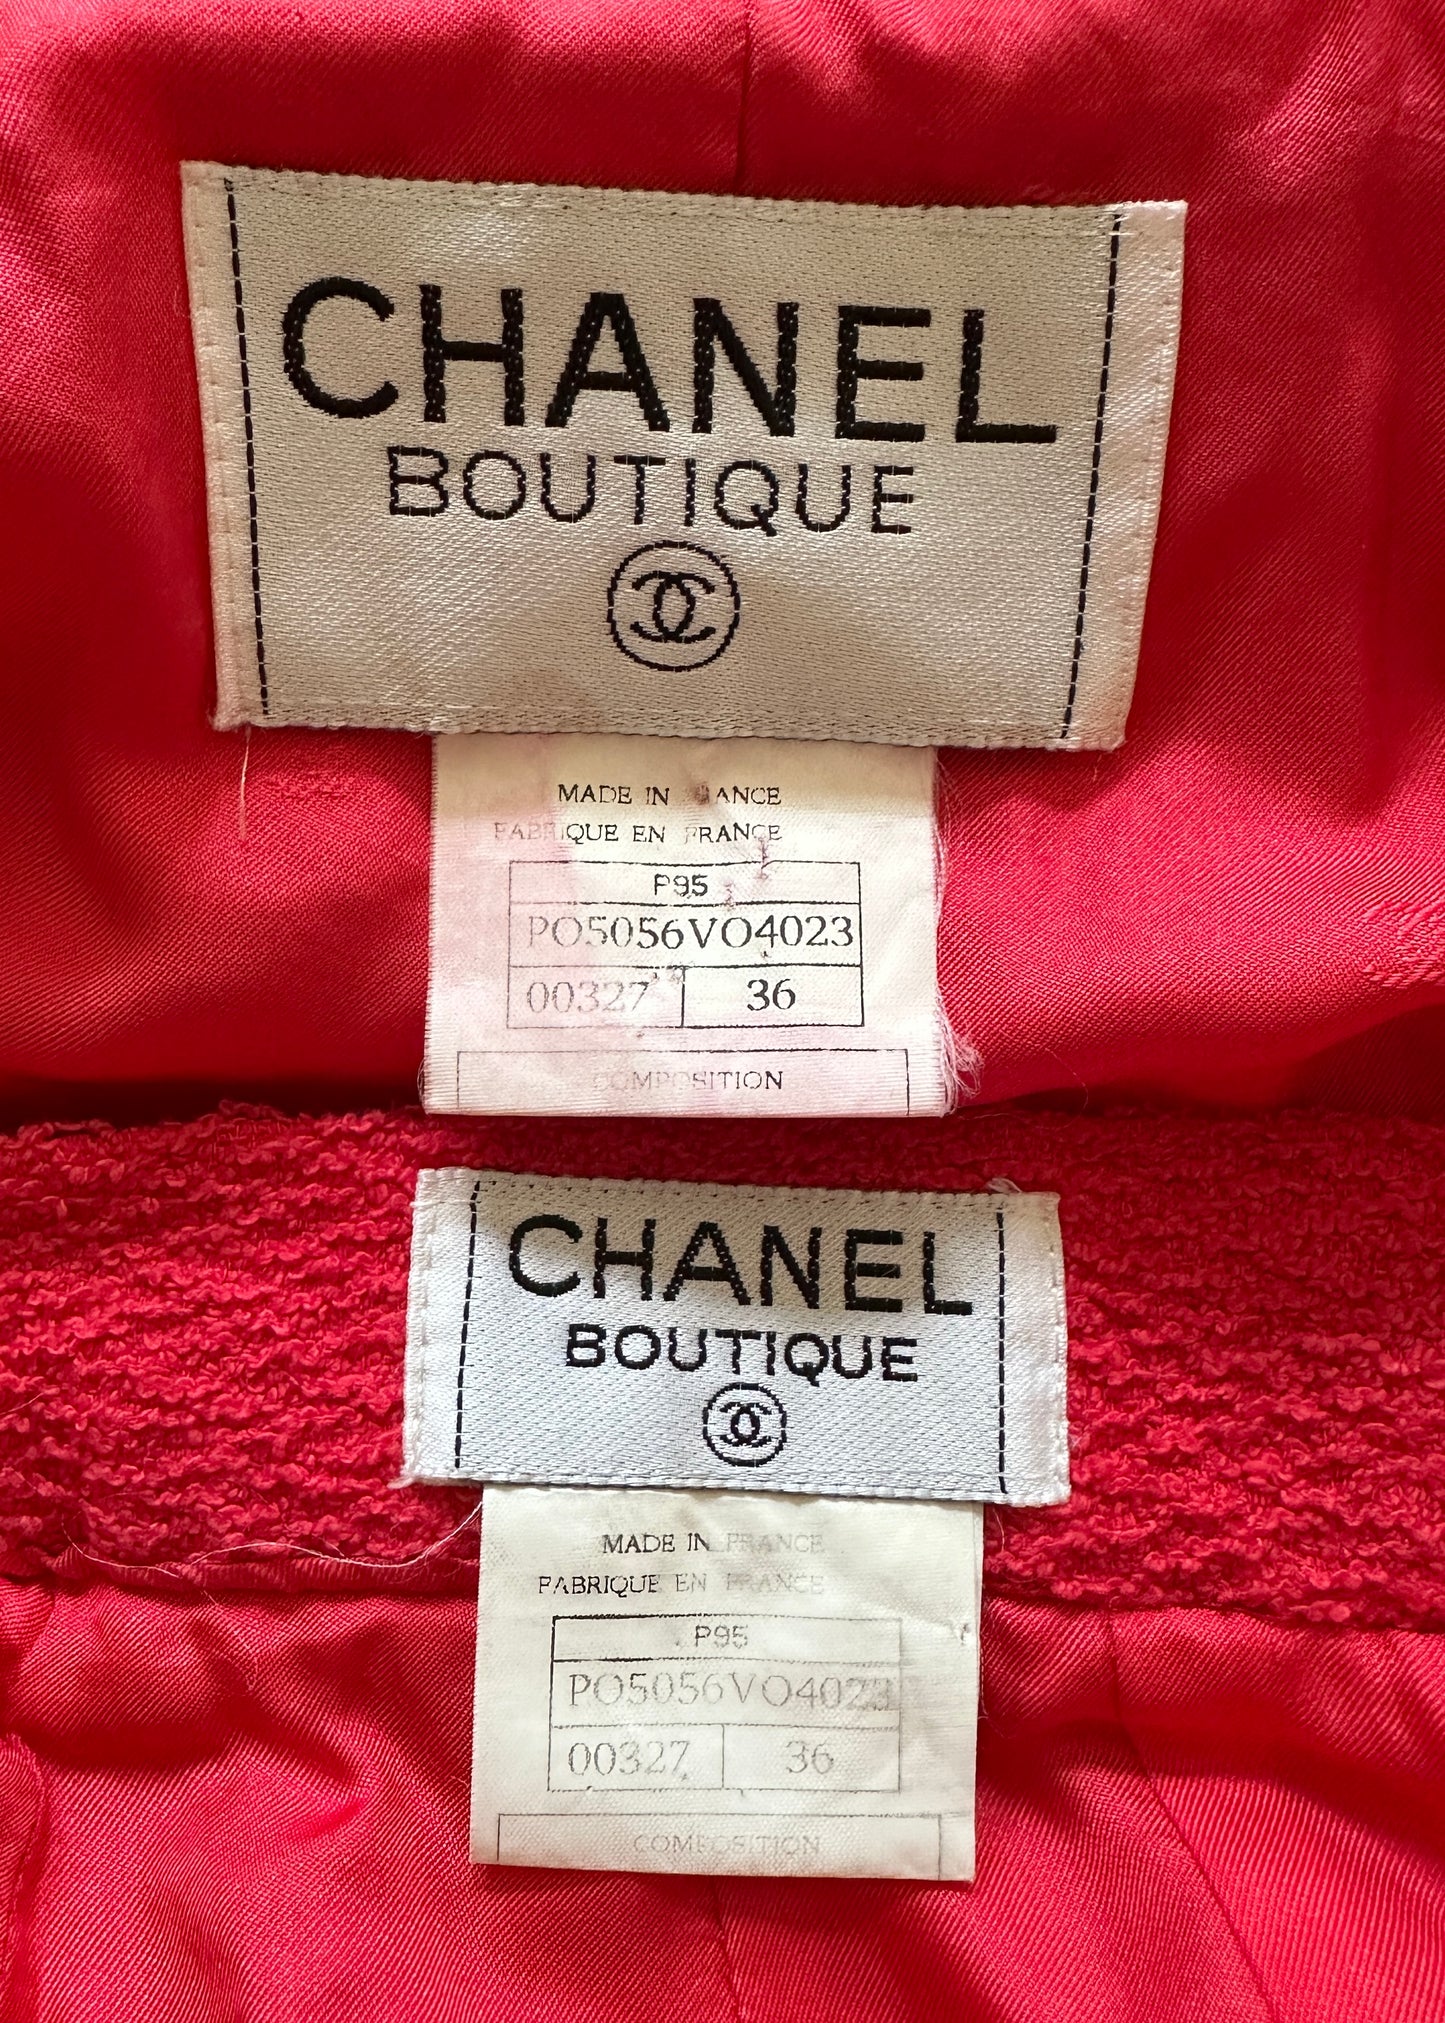 CHANEL
BOUTIQUE
MADE IN FRANCE
FABRIQUE EN FRANCE
P95
PO5056VO4023
00327 36
COMPOSITION
CHANEL
BOUTIQUE
MADE IN FRANCE
FABRIQUE EN FRANCE
P95
PO5056VO4023
00327 36
COMPOSITION